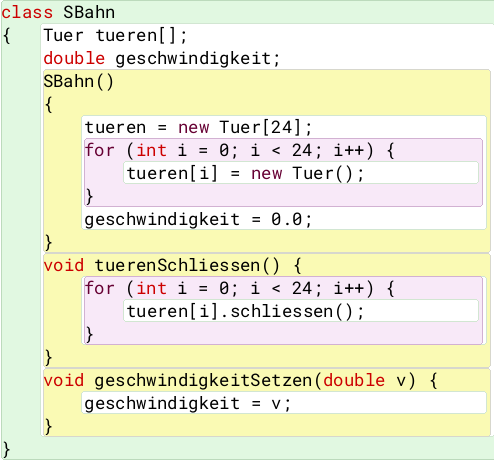 class SBahn
{   Tuer tueren[];
    double geschwindigkeit;
    SBahn()
    {
        tueren = new Tuer[24];
        for (int i = 0; i < 24; i++) {
            tueren[i] = new Tuer();
        }
        geschwindigkeit = 0.0;
    }
    void tuerenSchliessen() {
        for (int i = 0; i < 24; i++) {
            tueren[i].schliessen();
        }
    }
    void geschwindigkeitSetzen(double v) {
        geschwindigkeit = v;
    }
}